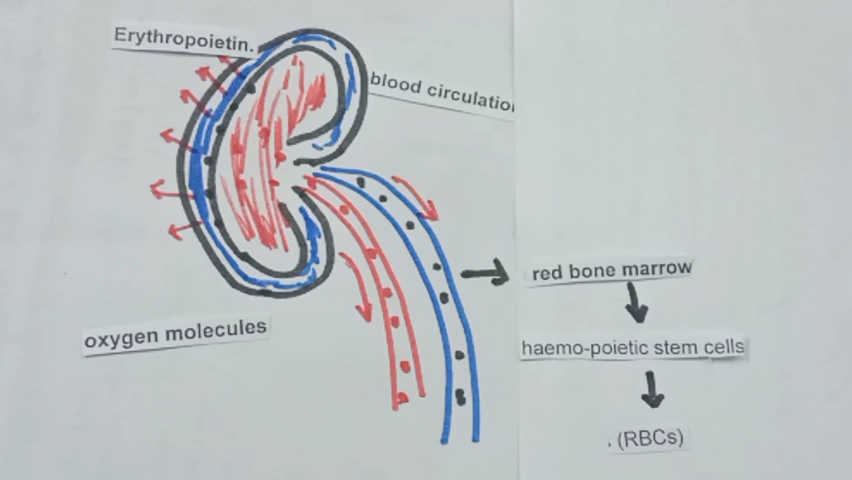 Erythropoietin.
blood circulation
oxygen molecules
red bone marrow
haemo-poietic stem cells
. (RBCs)